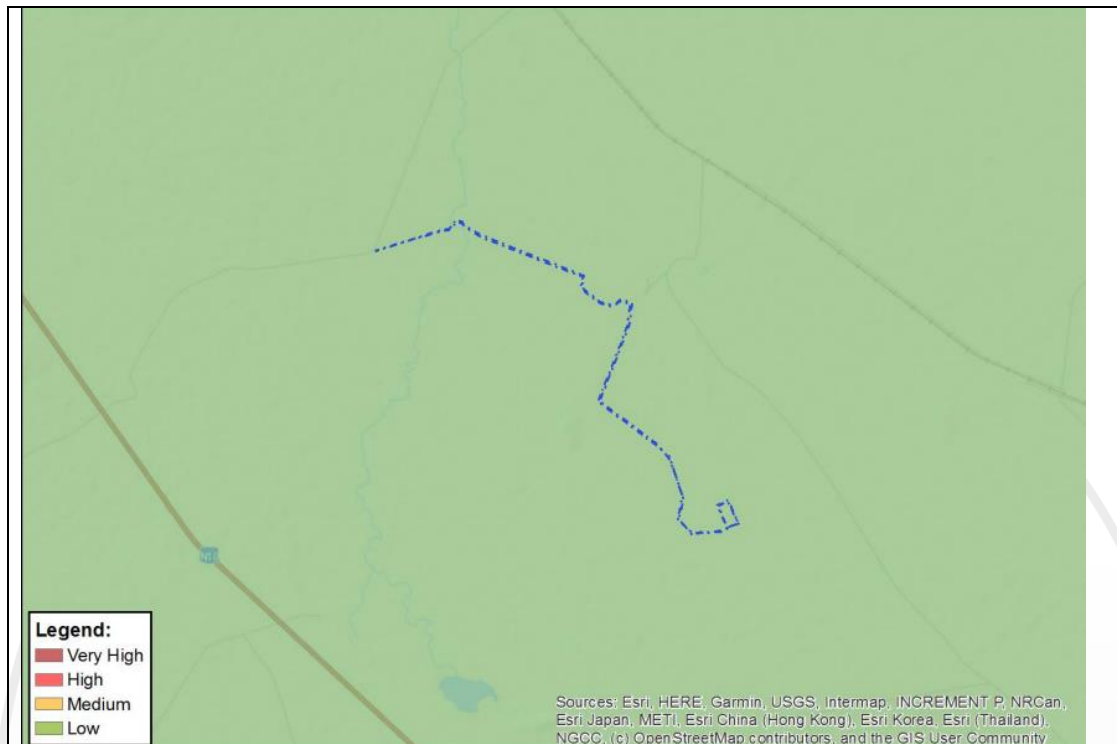 Legend:
Very High
High
Medium
Low
Sources: Esri, HERE, Garmin, USGS, Intermap, INCREMENT P, NRCan,
Esri Japan, METI, Esri China (Hong Kong), Esri Korea, Esri (Thailand),
NGCC, (c) OpenStreetMap contributors, and the GIS User Community